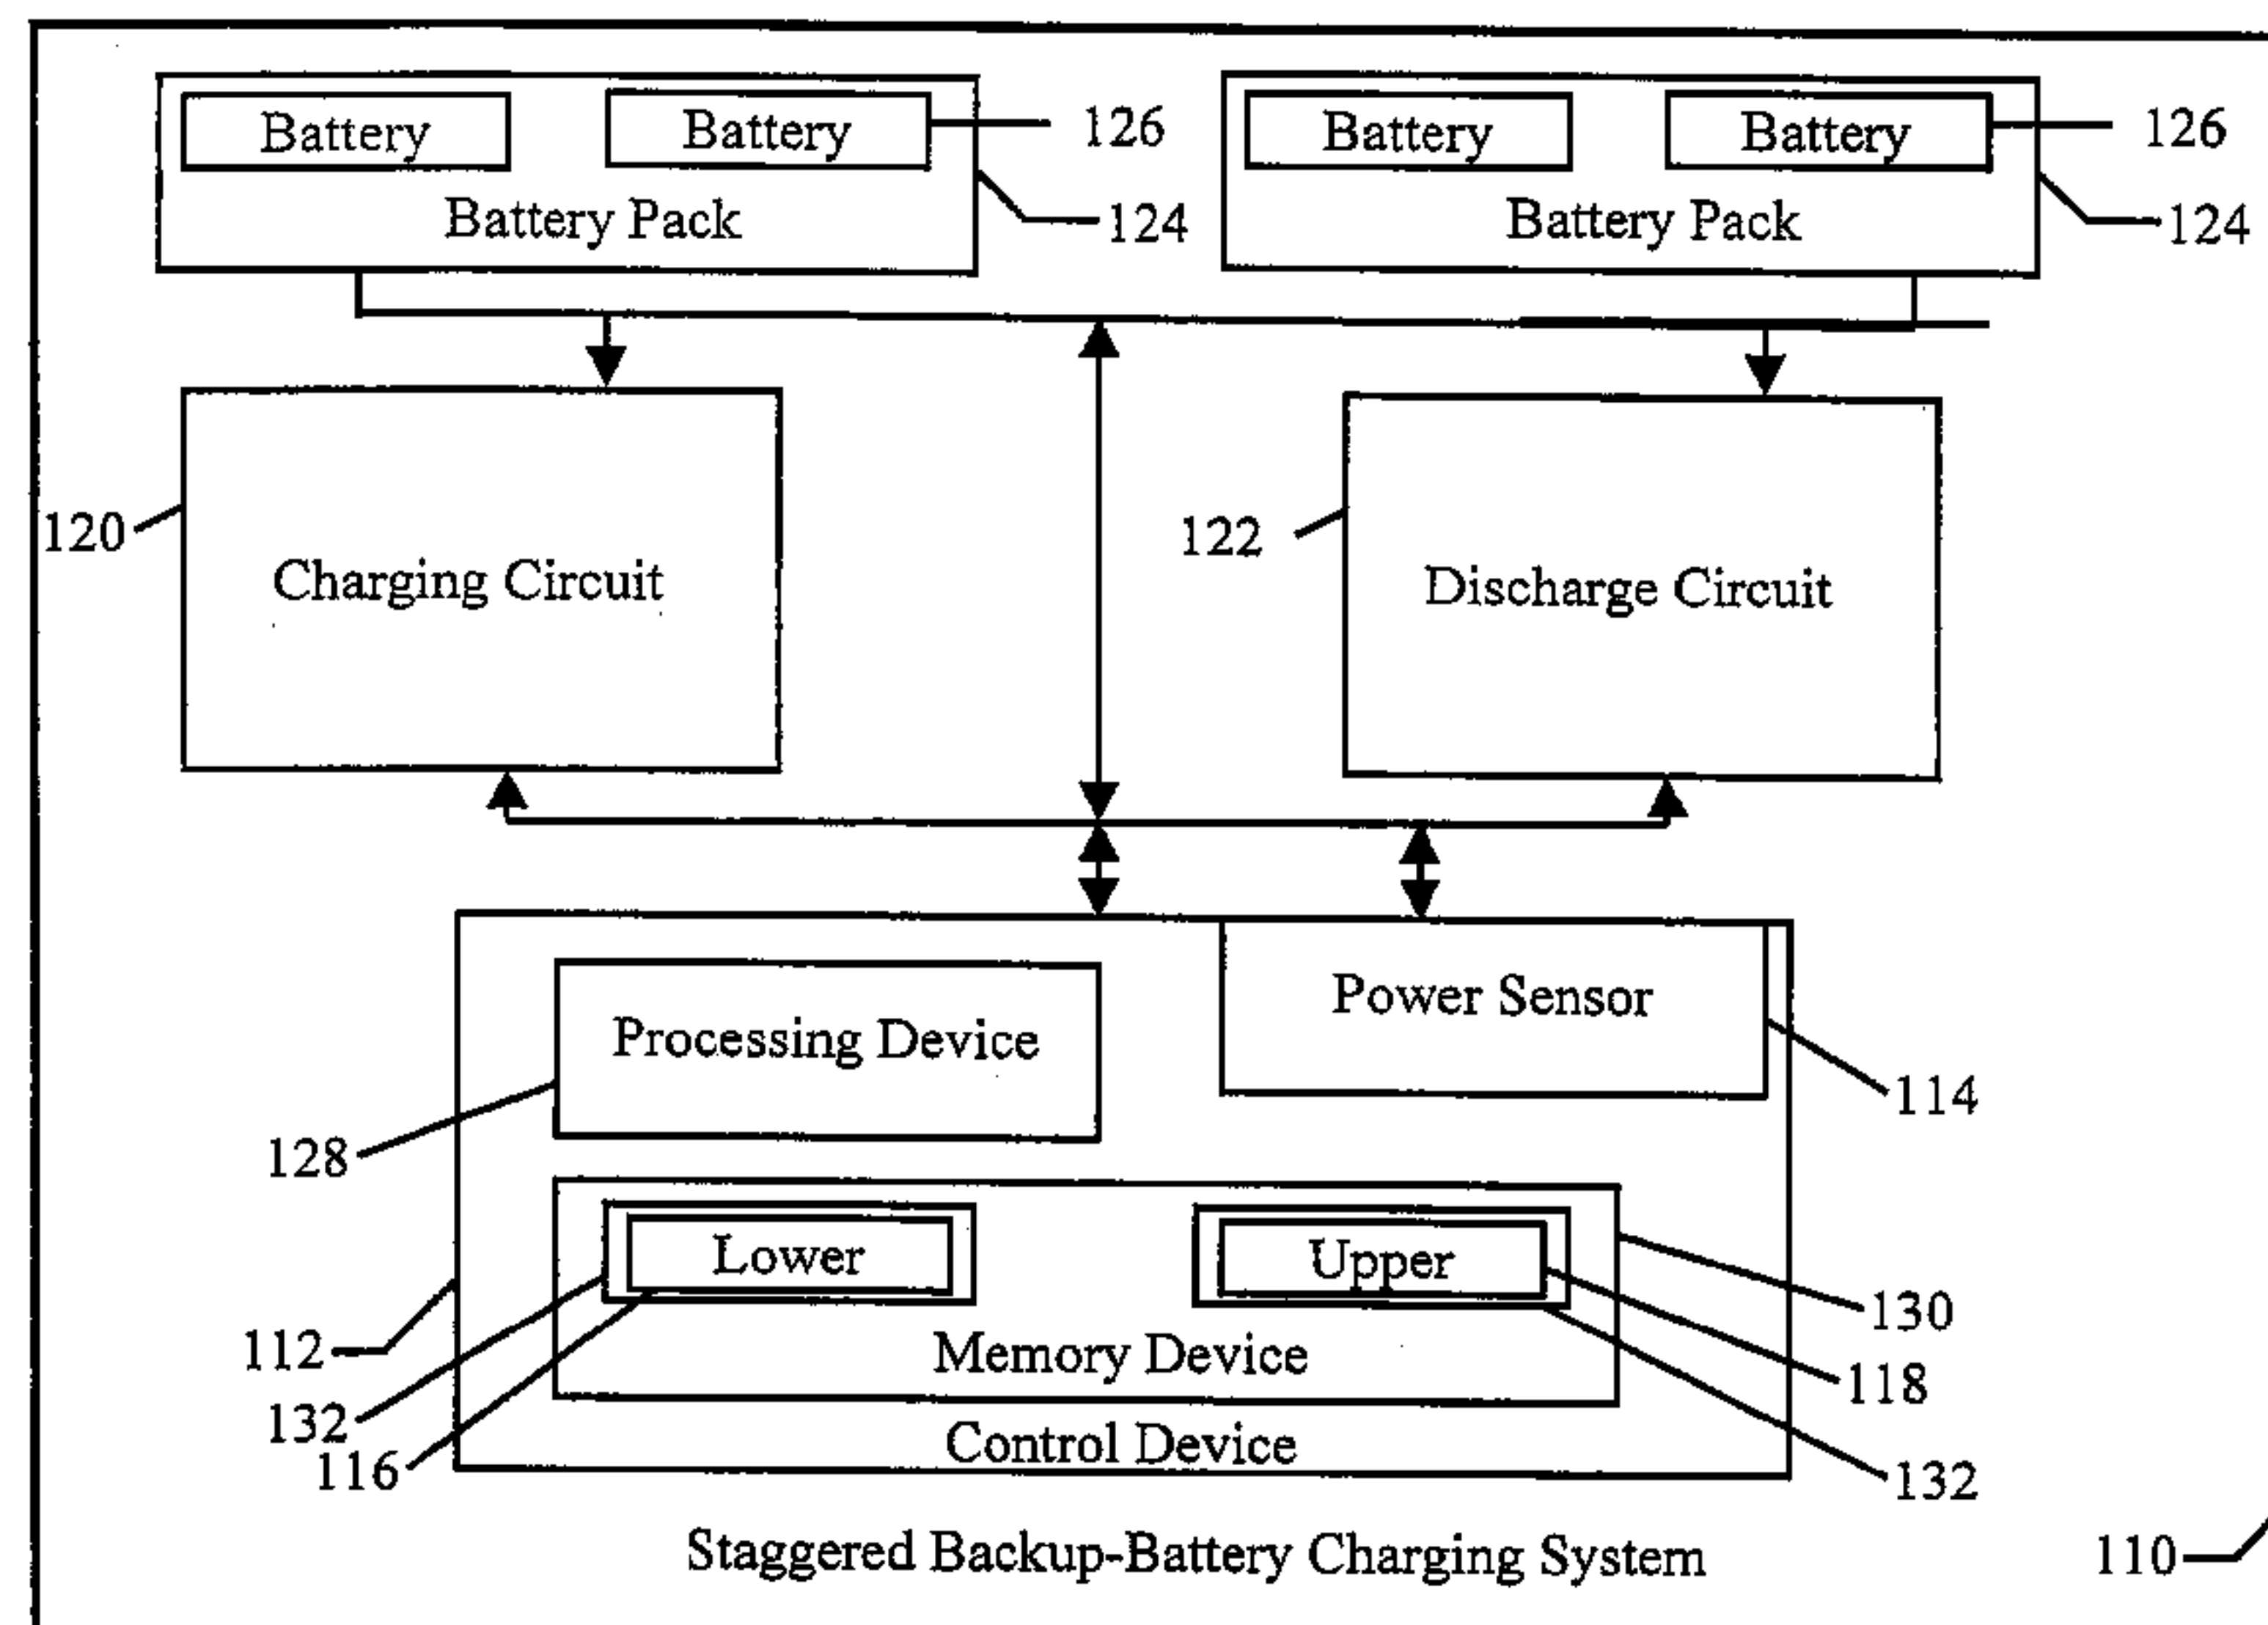 Battery
Battery
126
Battery Pack
124
Battery
Battery
126
Battery Pack
124
120
Charging Circuit
122
Discharge Circuit
Processing Device
Power Sensor
114
128
Lower
Upper
130
112
Memory Device
118
132
Control Device
116
132
Staggered Backup-Battery Charging System
110